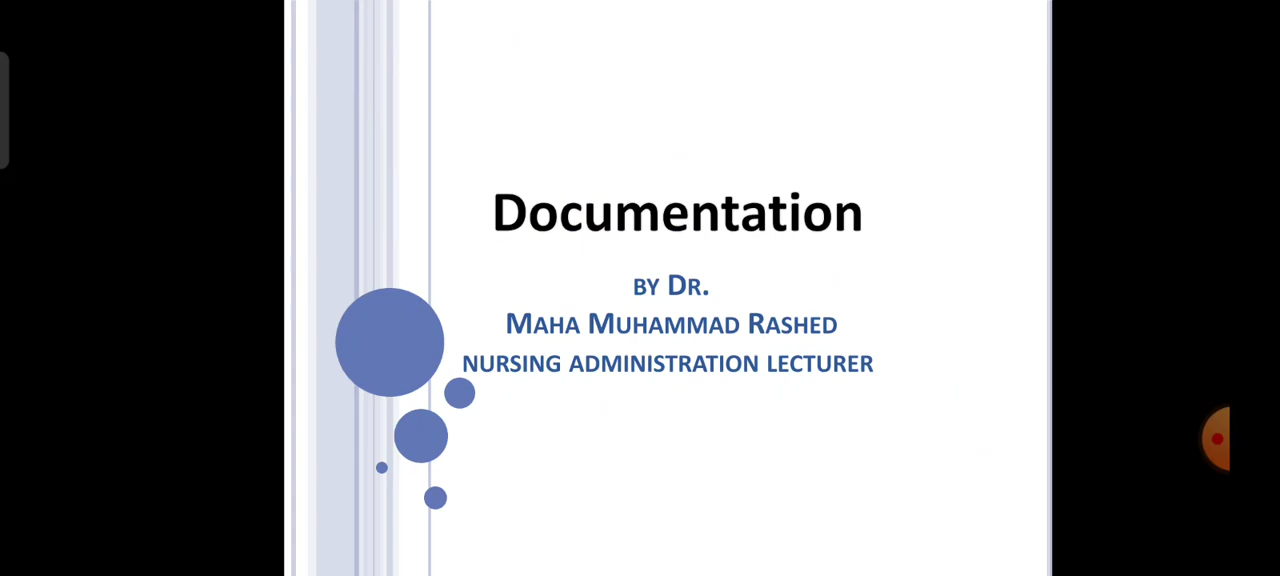 Documentation
BY DR.
MAHA MUHAMMAD RASHED
NURSING ADMINISTRATION LECTURER